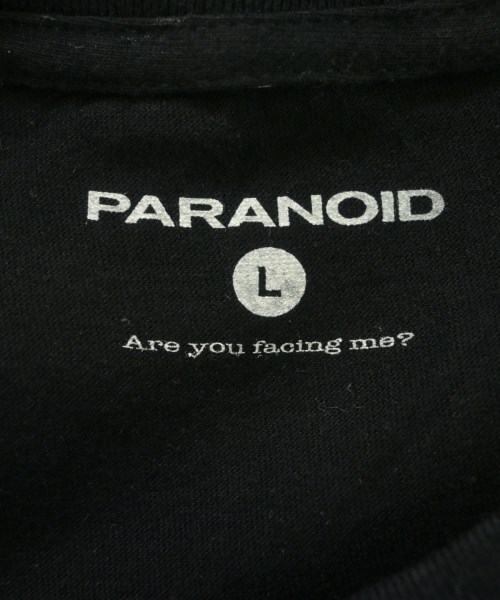 PARANOID
L
Are you facing me?